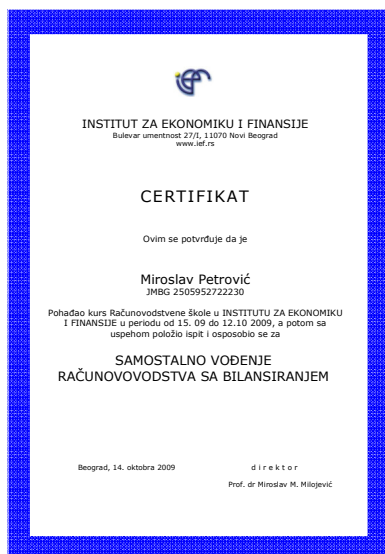 INSTITUT ZA EKONOMIKU I FINANSIJE
Bulevar umentnost 27/I, 11070 Novi Beograd
www.ief.rs
CERTIFIKAT
Ovim se potvrđuje da je
Miroslav Petrović
JMBG 2505952722230
Pohađao kurs Računovodstvene škole u INSTITUTU ZA EKONOMIKU
I FINANSIJE u periodu od 15. 09 do 12.10 2009, a potom sa
uspehom položio ispit i osposobio se za
SAMOSTALNO VOĐENJE
RAČUNOVOVODSTVA SA BILANSIRANJEM
Beograd, 14. oktobra 2009
d i r e k t o r
Prof. dr Miroslav M. Milojević